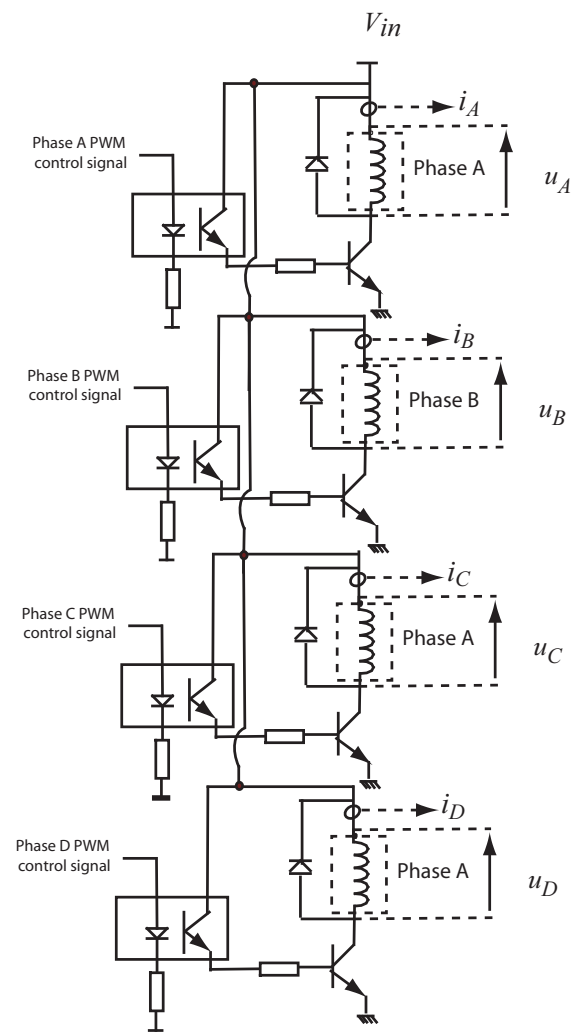 V_in
i_A
Phase A PWM
control signal
Phase A
u_A
i_B
Phase B PWM
control signal
Phase B
u_B
i_C
Phase C PWM
control signal
Phase A
u_C
i_D
Phase D PWM
control signal
Phase A
u_D